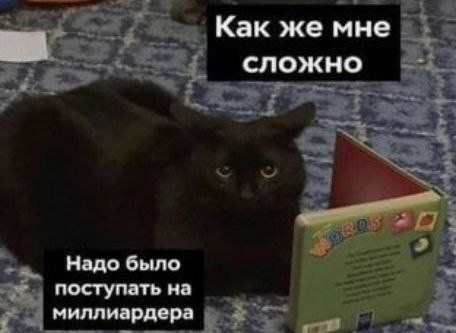 Как же мне
сложно
WORDS
Надо было
поступать на
миллиардера